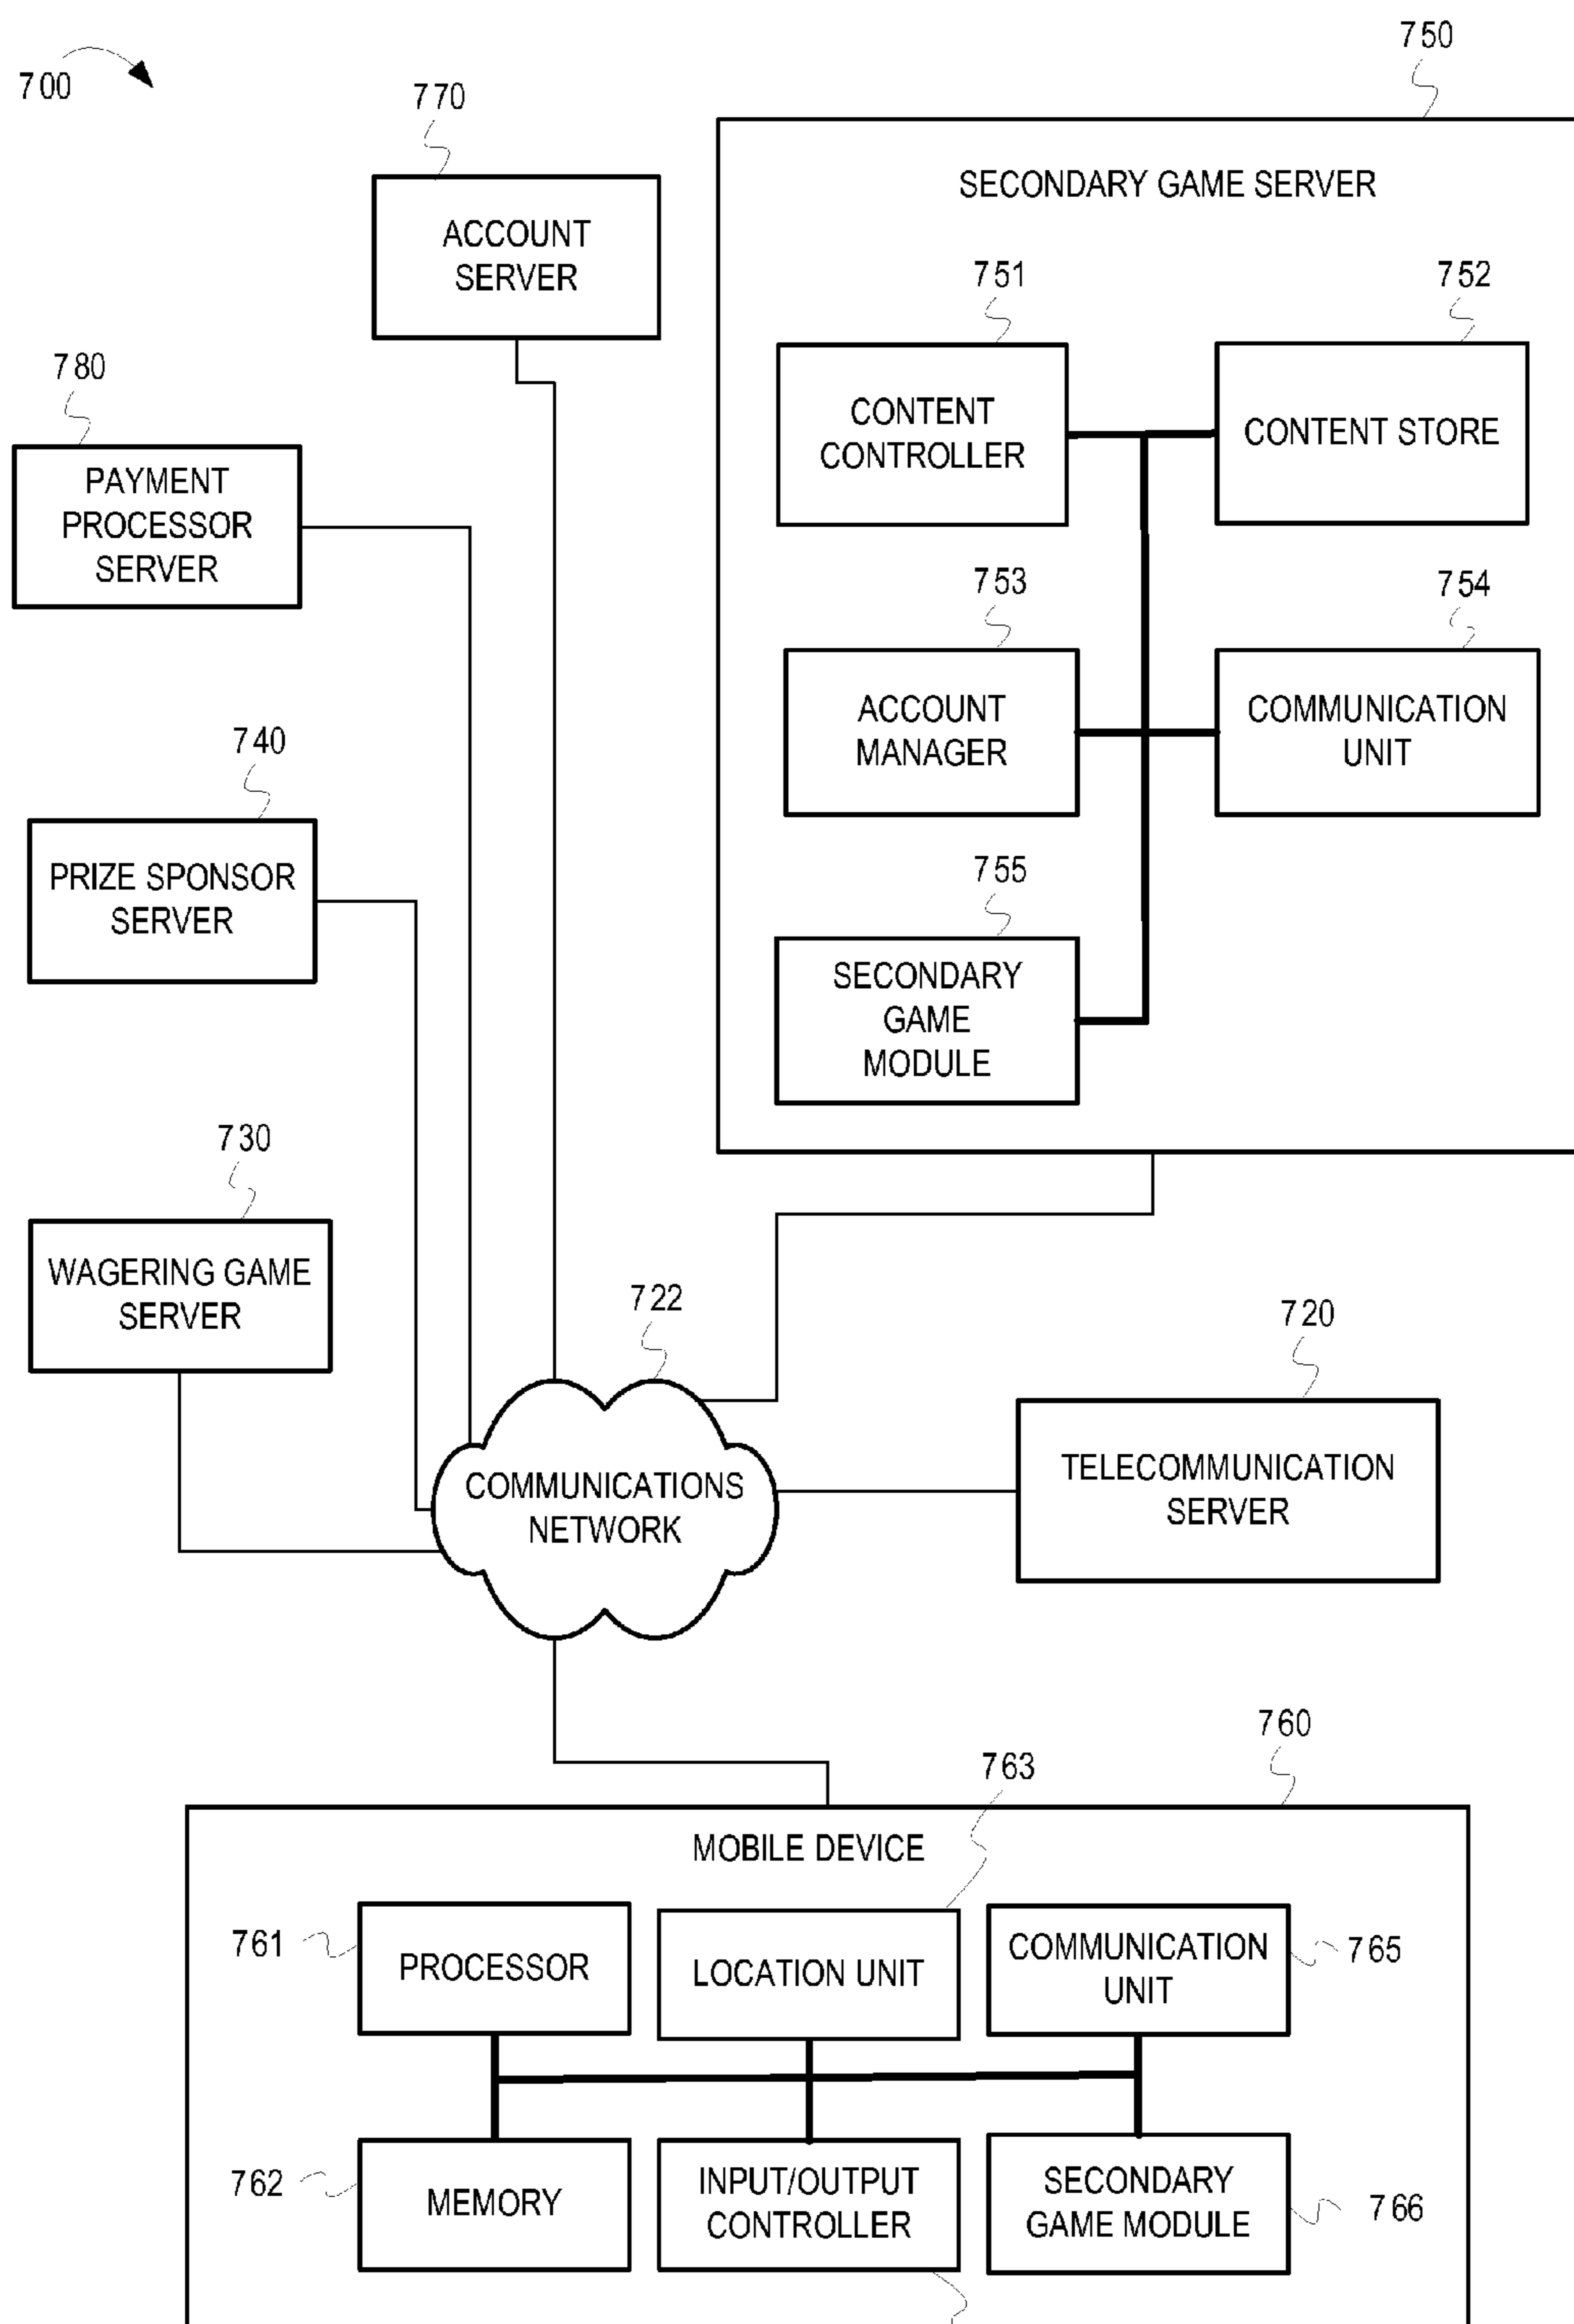 700
750
770
SECONDARY GAME SERVER
ACCOUNT
SERVER
751
752
780
CONTENT
CONTROLLER
CONTENT STORE
PAYMENT
PROCESSOR
SERVER
753
754
ACCOUNT
MANAGER
COMMUNICATION
UNIT
740
PRIZE SPONSOR
SERVER
755
SECONDARY
GAME
MODULE
730
WAGERING GAME
SERVER
722
720
COMMUNICATIONS
NETWORK
TELECOMMUNICATION
SERVER
760
763
MOBILE DEVICE
761
PROCESSOR
LOCATION UNIT
COMMUNICATION
UNIT
765
762
MEMORY
INPUT/OUTPUT
CONTROLLER
SECONDARY
GAME MODULE
766